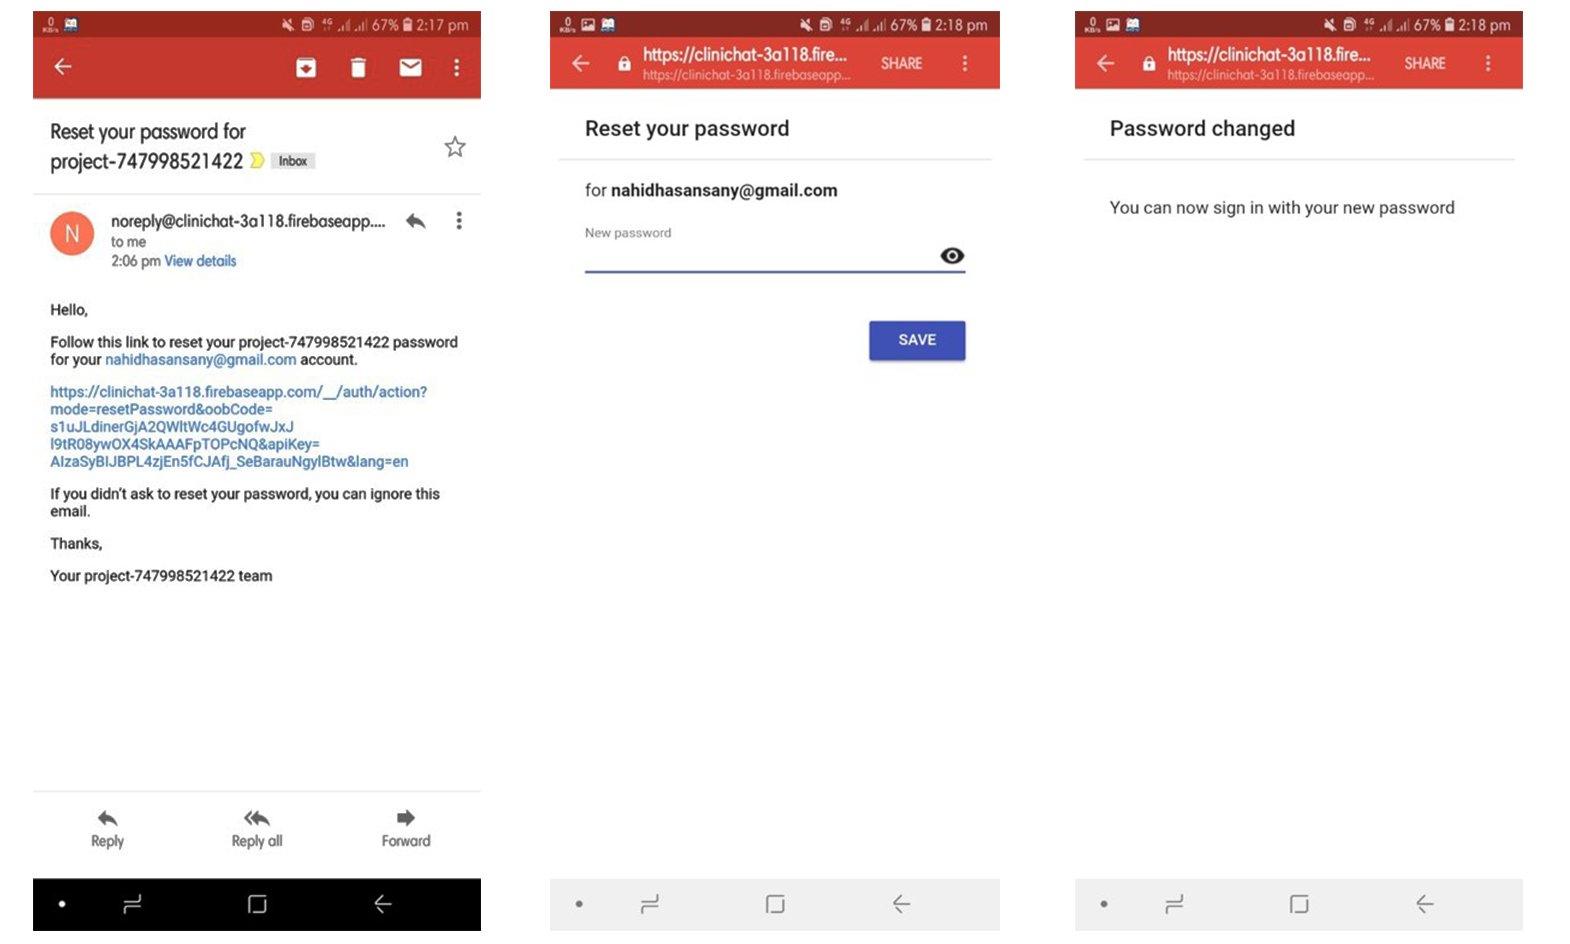 0
KB/s
4G
67%
2:17 pm
Reset your password for
project-747998521422 Inbox
N
noreply@clinichat-3a118.firebaseapp....
to me
2:06 pm View details
Hello,
Follow this link to reset your project-747998521422 password
for your nahidhasansany@gmail.com account.
https://clinichat-3a118.firebaseapp.com/__/auth/action?
mode=resetPassword&oobCode=
s1uJLdinerGjA2QWltWc4GUgofwJxJ
l9tR08ywOX4SkAAAFpTOPcNQ&apiKey=
AIzaSyBIJBPL4zjEn5fCJAfj_SeBarauNgylBtw&lang=en
If you didn't ask to reset your password, you can ignore this
email.
Thanks,
Your project-747998521422 team
Reply
Reply all
Forward
0
KB/s
4G
67%
2:18 pm
https://clinichat-3a118.fire...
https://clinichat-3a118.firebaseapp...
SHARE
Reset your password
for nahidhasansany@gmail.com
New password
SAVE
0
KB/s
4G
67%
2:18 pm
https://clinichat-3a118.fire...
https://clinichat-3a118.firebaseapp...
SHARE
Password changed
You can now sign in with your new password